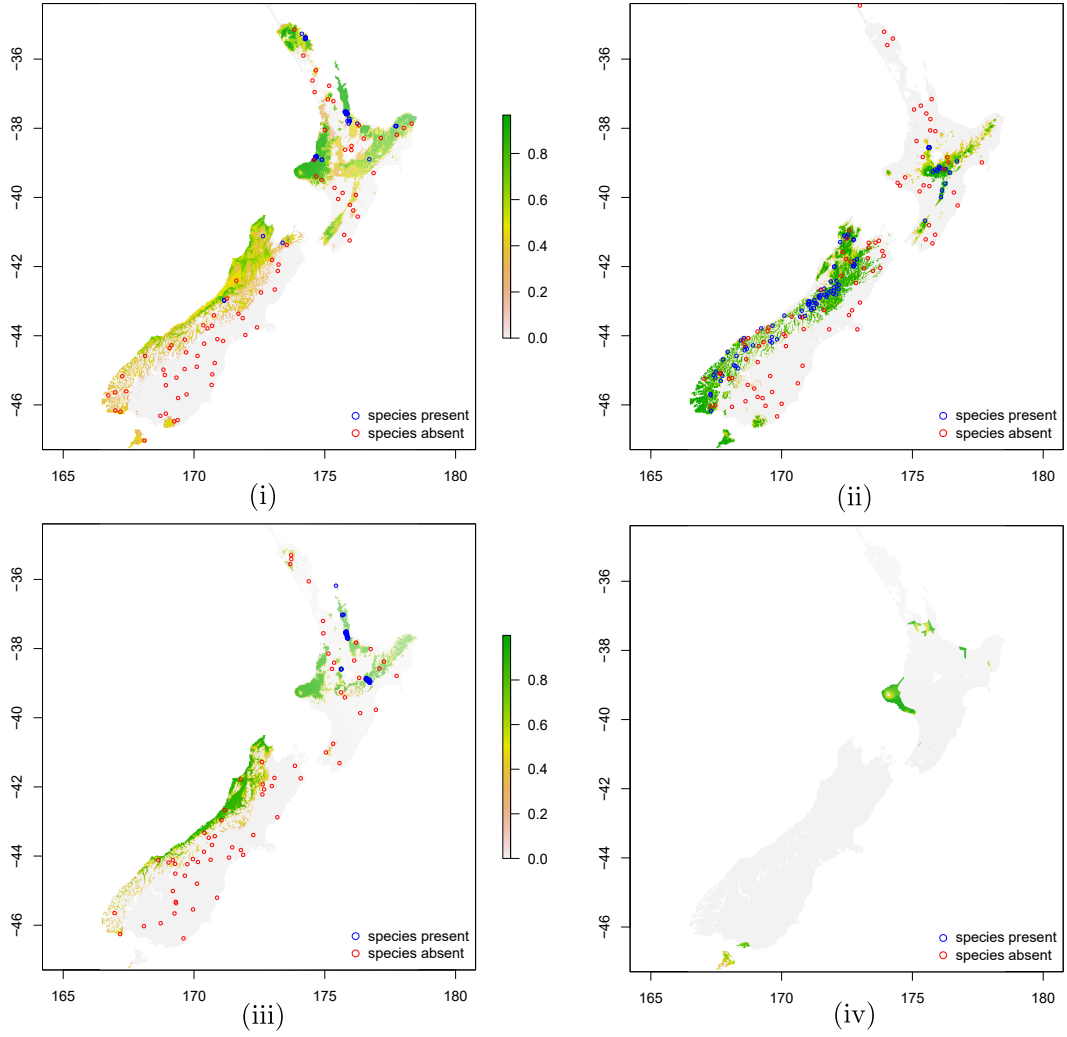 −36
−38
−40
−42
−44
−46
0.8
0.6
0.4
0.2
0.0
species present
species absent
165 170 175 180
(i)
−36
−38
−40
−42
−44
−46
species present
species absent
165 170 175 180
(ii)
−36
−38
−40
−42
−44
−46
0.8
0.6
0.4
0.2
0.0
species present
species absent
165 170 175 180
(iii)
−36
−38
−40
−42
−44
−46
species present
species absent
165 170 175 180
(iv)